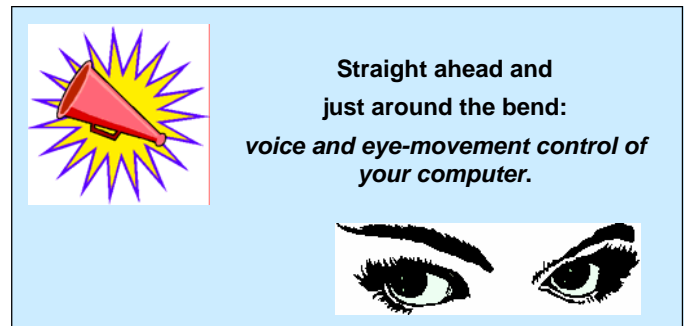 Straight ahead and
just around the bend:
voice and eye-movement control of
your computer.